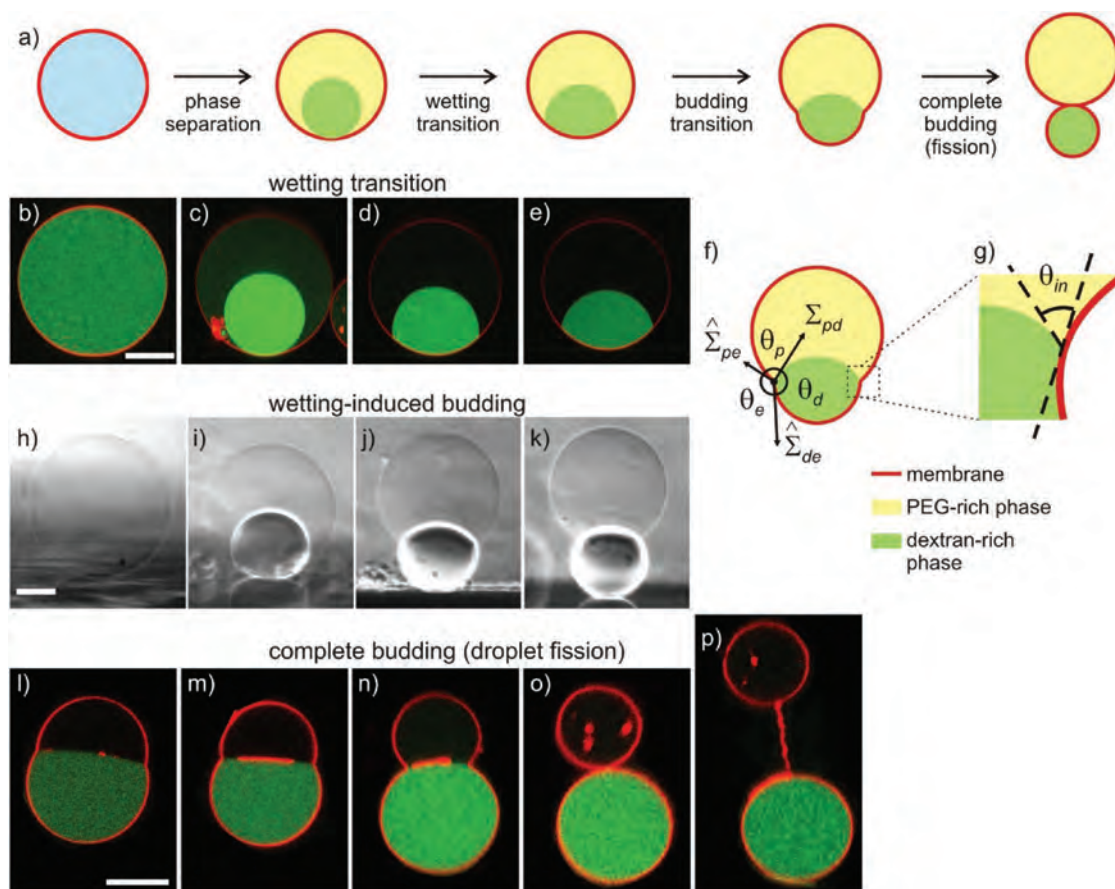 a)
phase
separation
wetting
transition
budding
transition
complete
budding
(fission)
wetting transition
b)
c)
d)
e)
f)
g)
θin
Σpd
Σ̂pe
θp
θe
θd
Σ̂de
wetting-induced budding
h)
i)
j)
k)
membrane
PEG-rich phase
dextran-rich
phase
complete budding (droplet fission)
l)
m)
n)
o)
p)